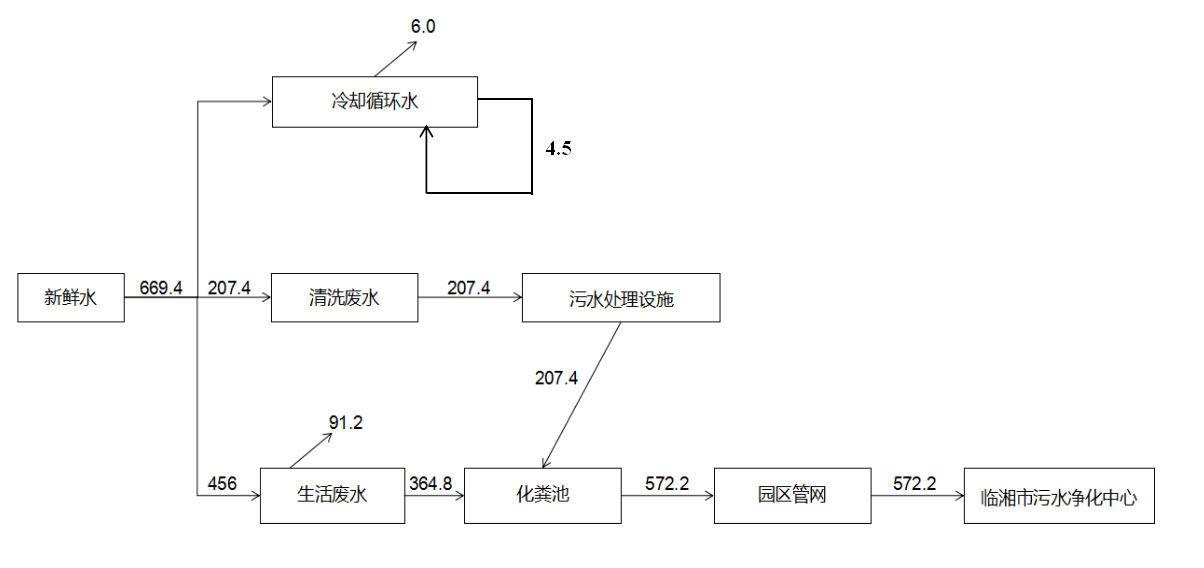 6.0
冷却循环水
4.5
新鲜水
669.4
207.4
清洗废水
207.4
污水处理设施
207.4
91.2
456
生活废水
364.8
化粪池
572.2
园区管网
572.2
临湘市污水净化中心